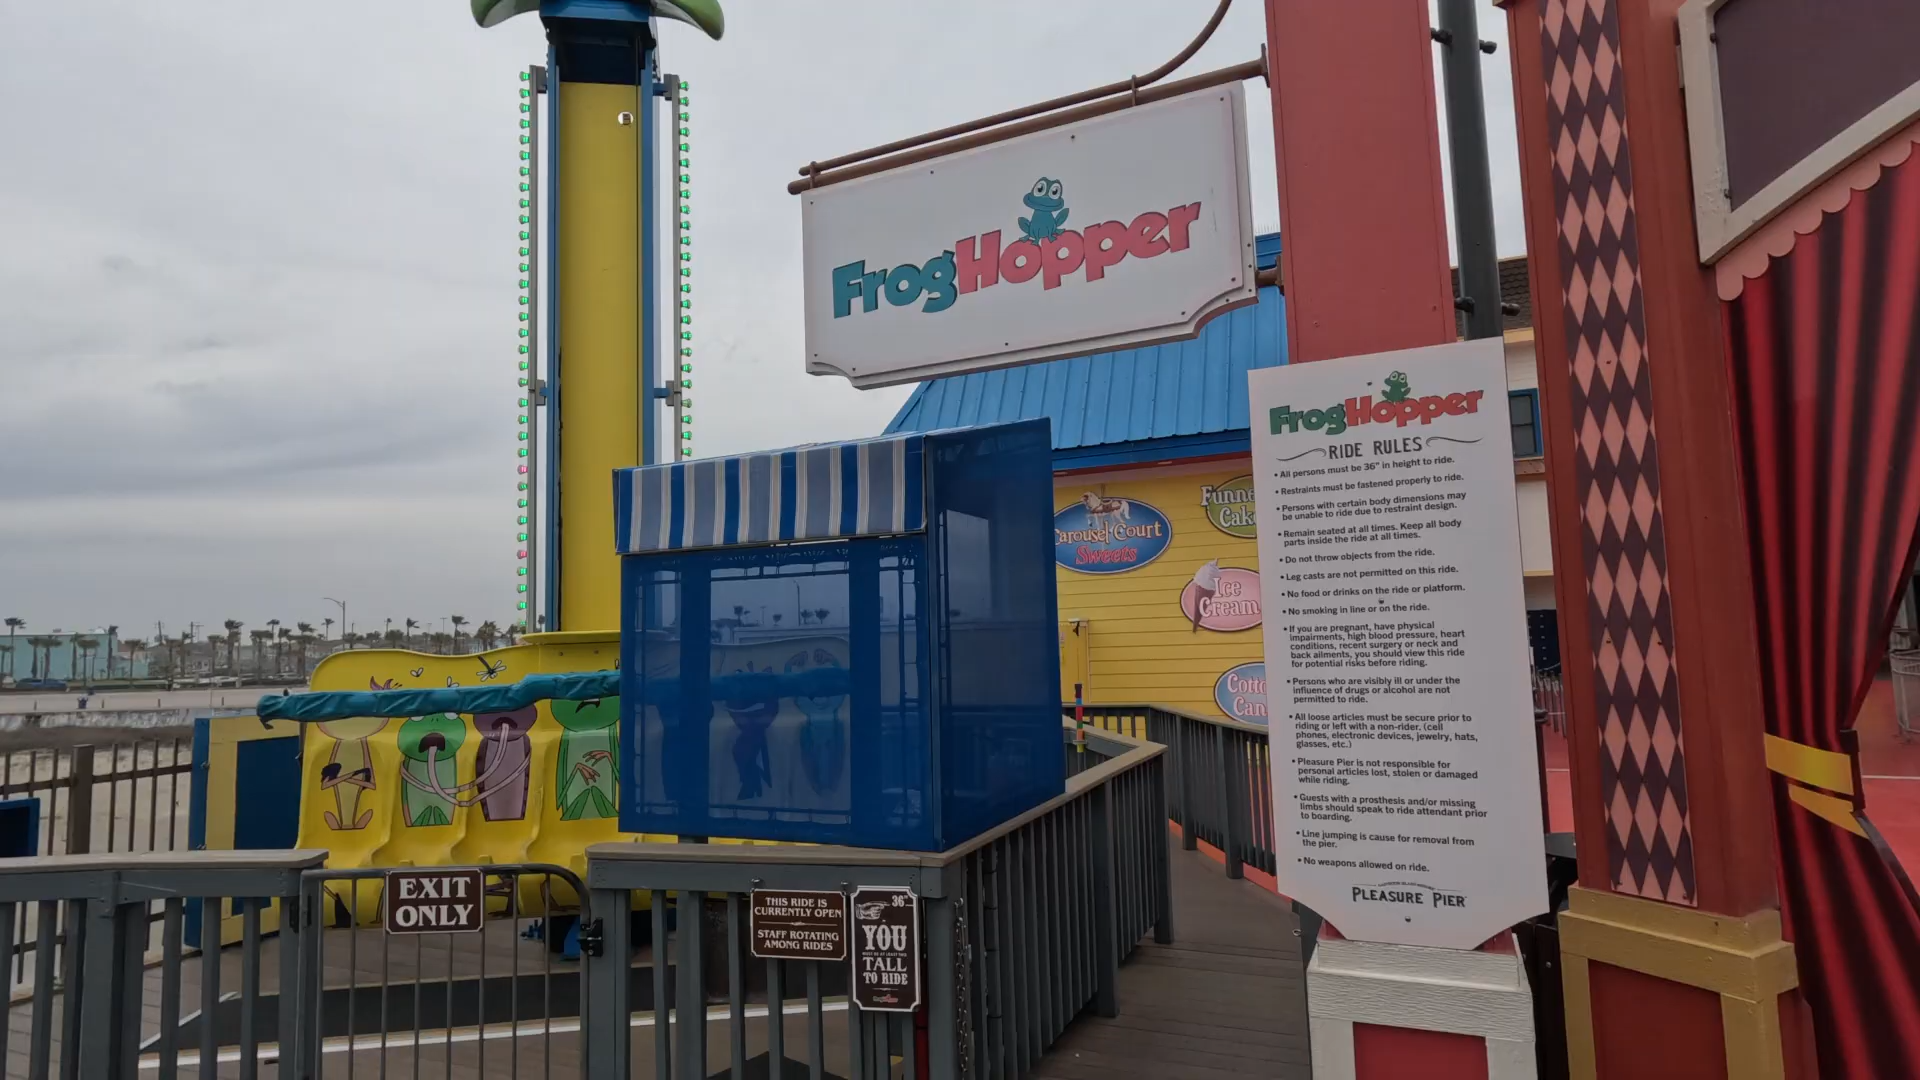 FrogHopper
FrogHopper
RIDE RULES
• All persons must be 36" in height to ride.
• Restraints must be fastened properly to ride.
• Persons with certain body dimensions may
be unable to ride due to restraint design.
• Remain seated at all times. Keep all body
parts inside the ride at all times.
• Do not throw objects from the ride.
• Leg casts are not permitted on this ride.
• No food or drinks on the ride or platform.
• No smoking in line or on the ride.
• If you are pregnant, have physical
impairments, high blood pressure, heart
conditions, recent surgery or neck and
back ailments, you should view this ride
for potential risks before riding.
• Persons who are visibly ill or under the
influence of drugs or alcohol are not
permitted to ride.
• All loose articles must be secure prior to
riding or left with a non-rider. (cell
phones, electronic devices, jewelry, hats,
glasses, etc.)
• Pleasure Pier is not responsible for
personal articles lost, stolen or damaged
while riding.
• Guests with a prosthesis and/or missing
limbs should speak to ride attendant prior
to boarding.
• Line jumping is cause for removal from
the pier.
• No weapons allowed on ride.
PLEASURE PIER
Carousel Court
Sweets
Funne
Cak
Ice
Cream
Cotto
Can
EXIT
ONLY
THIS RIDE IS
CURRENTLY OPEN
STAFF ROTATING
AMONG RIDES
36"
YOU
MUST BE AT LEAST THIS
TALL
TO RIDE